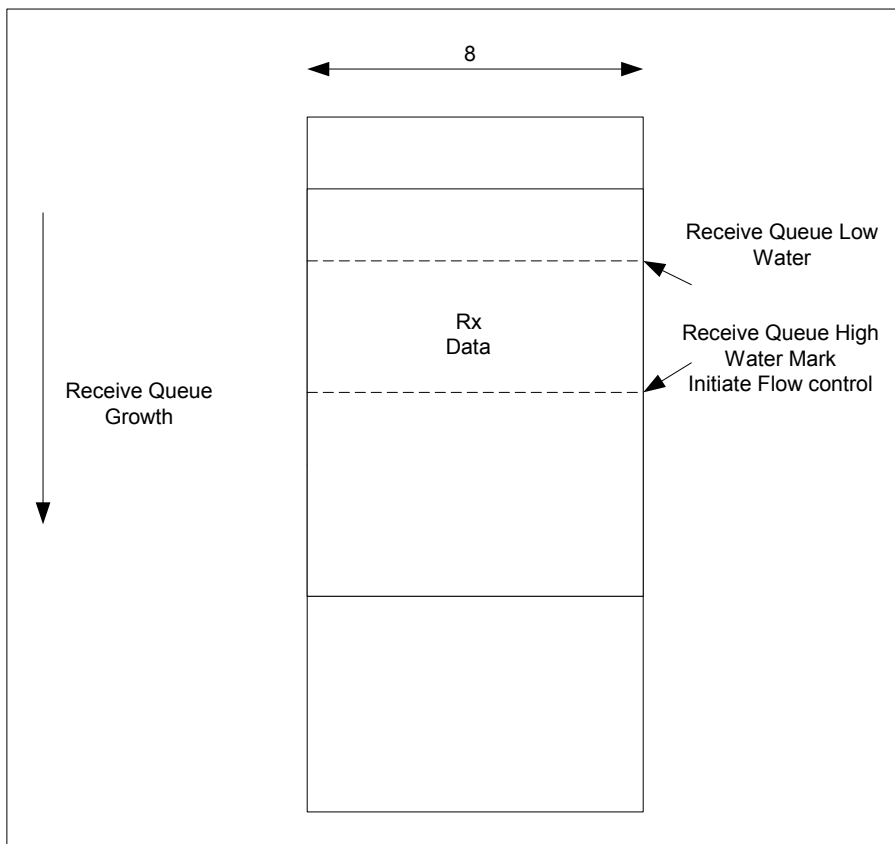 8
Receive Queue Low
Water
Rx
Data
Receive Queue High
Water Mark
Initiate Flow control
Receive Queue
Growth